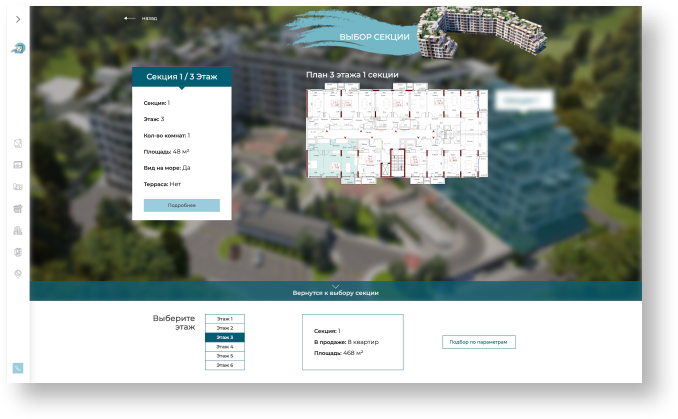 назад
ВЫБОР СЕКЦИИ
Секция 1 / 3 Этаж
План 3 этажа 1 секции
Секция: 1
Этаж: 3
Кол-во комнат: 1
Площадь: 48 м²
Вид на море: Да
Терраса: Нет
Подробнее
Вернутся к выбору секции
Выберите
этаж
Этаж 1
Этаж 2
Этаж 3
Этаж 4
Этаж 5
Этаж 6
Секция: 1
В продаже: 8 квартир
Площадь: 468 м²
Подбор по параметрам